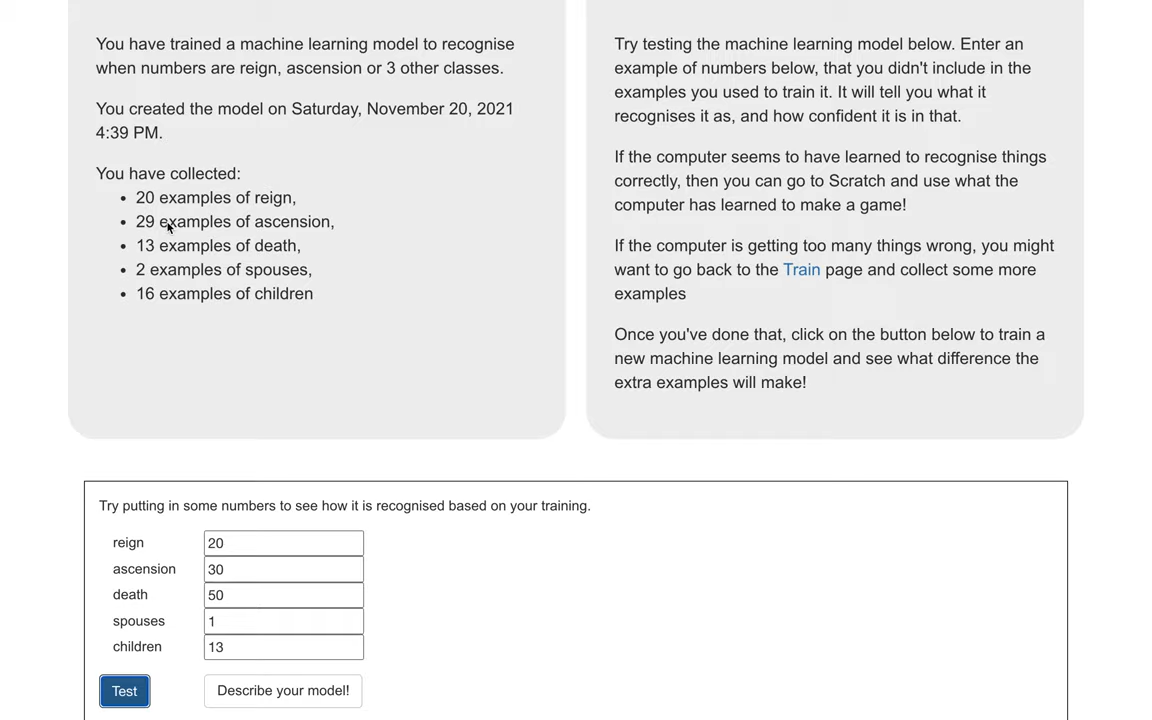 You have trained a machine learning model to recognise
when numbers are reign, ascension or 3 other classes.
You created the model on Saturday, November 20, 2021
4:39 PM.
You have collected:
• 20 examples of reign,
• 29 examples of ascension,
• 13 examples of death,
• 2 examples of spouses,
• 16 examples of children
Try testing the machine learning model below. Enter an
example of numbers below, that you didn't include in the
examples you used to train it. It will tell you what it
recognises it as, and how confident it is in that.
If the computer seems to have learned to recognise things
correctly, then you can go to Scratch and use what the
computer has learned to make a game!
If the computer is getting too many things wrong, you might
want to go back to the Train page and collect some more
examples
Once you've done that, click on the button below to train a
new machine learning model and see what difference the
extra examples will make!
Try putting in some numbers to see how it is recognised based on your training.
reign 20
ascension 30
death 50
spouses 1
children 13
Test Describe your model!